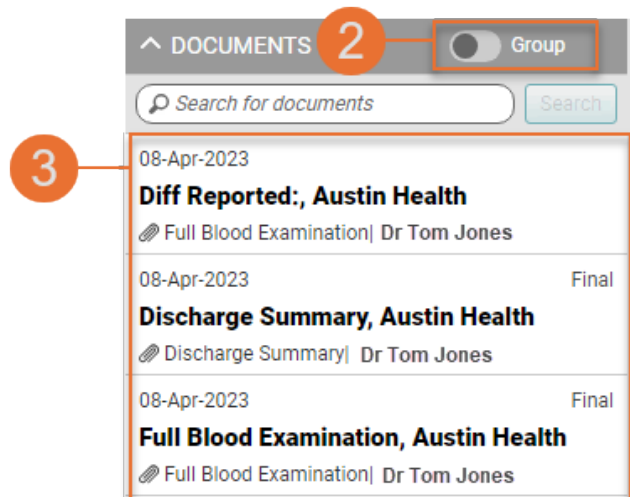 DOCUMENTS 2 Group
Search for documents Search
3
08-Apr-2023
Diff Reported:, Austin Health
Full Blood Examination| Dr Tom Jones
08-Apr-2023 Final
Discharge Summary, Austin Health
Discharge Summary| Dr Tom Jones
08-Apr-2023 Final
Full Blood Examination, Austin Health
Full Blood Examination| Dr Tom Jones